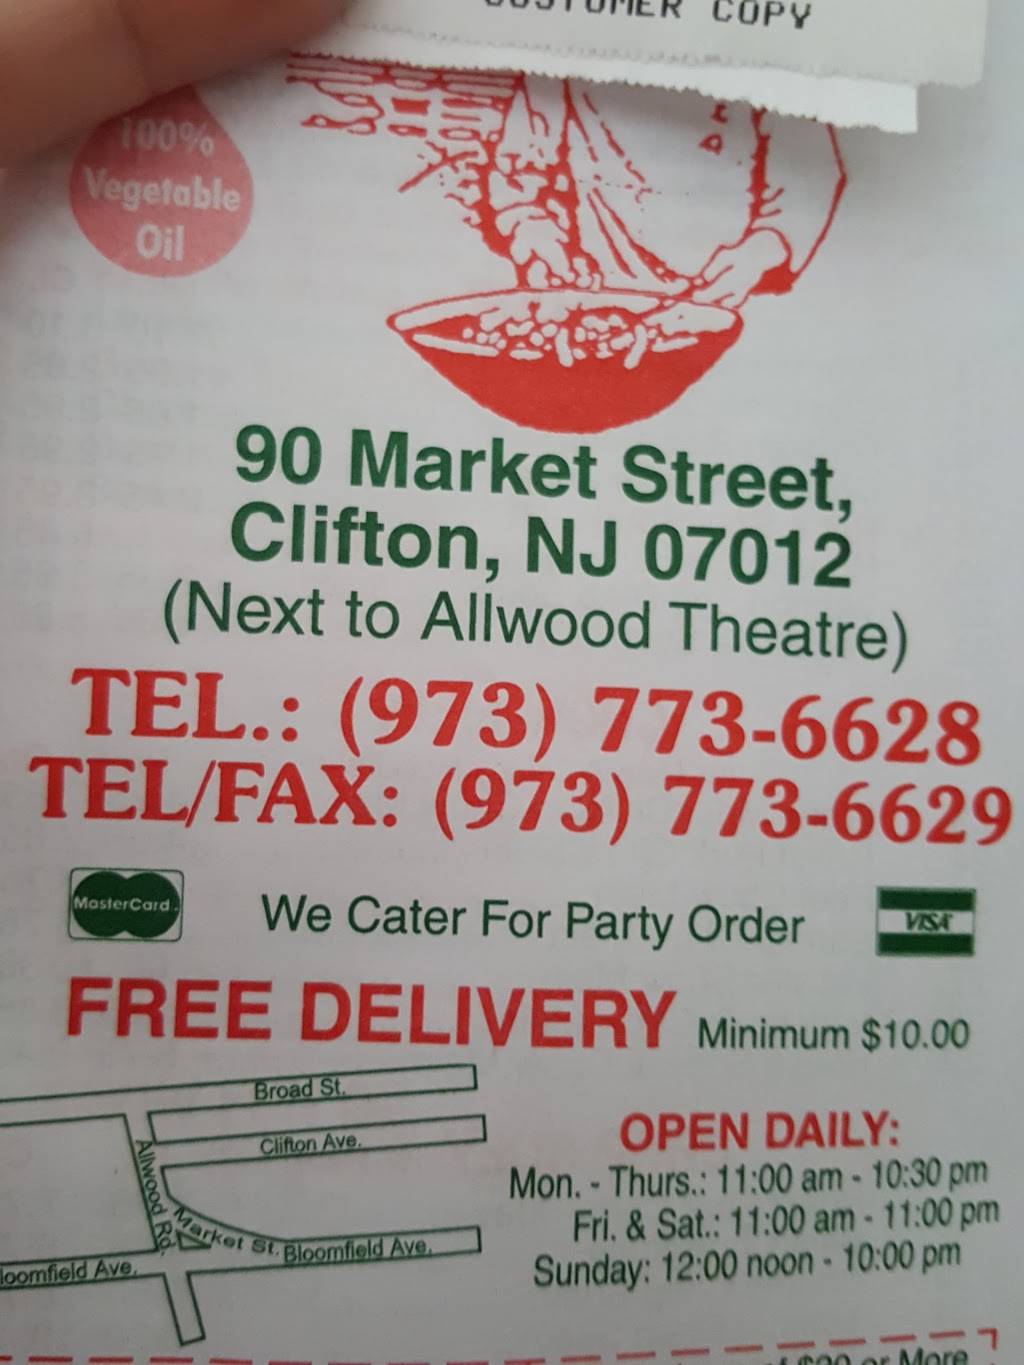 CUSTOMER COPY
100%
Vegetable
Oil
90 Market Street,
Clifton, NJ 07012
(Next to Allwood Theatre)
TEL.: (973) 773-6628
TEL/FAX: (973) 773-6629
MasterCard.
We Cater For Party Order
VISA
FREE DELIVERY Minimum $10.00
Broad St.
Clifton Ave.
Allwood Rd.
Market St.
Bloomfield Ave.
loomfield Ave.
OPEN DAILY:
Mon. - Thurs.: 11:00 am - 10:30 pm
Fri. & Sat.: 11:00 am - 11:00 pm
Sunday: 12:00 noon - 10:00 pm
or More